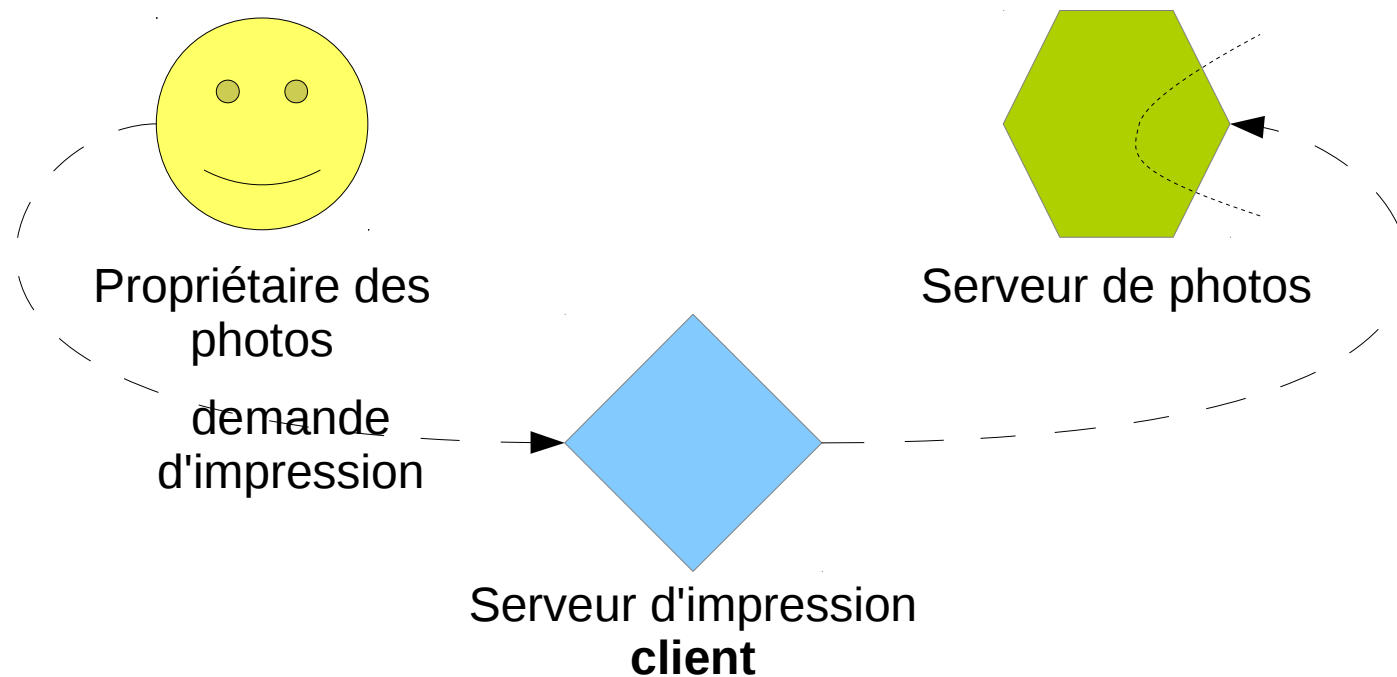 Propriétaire des
photos
Serveur de photos
demande
d'impression
Serveur d'impression
client